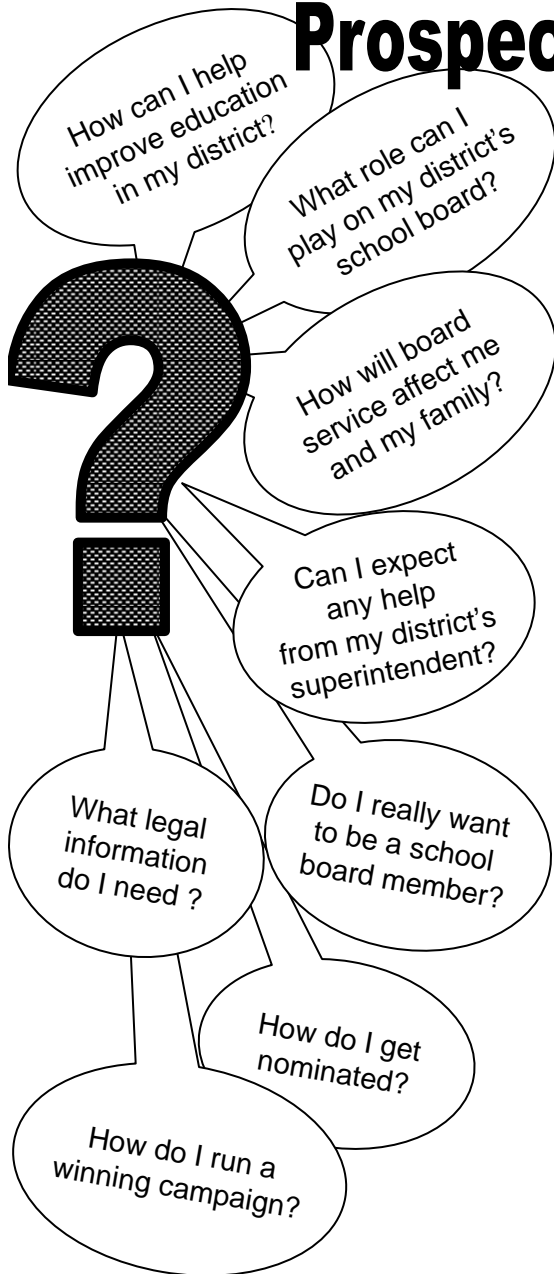 Prospec
How can I help
improve education
in my district?
What role can I
play on my district's
school board?
How will board
service affect me
and my family?
Can I expect
any help
from my district's
superintendent?
Do I really want
to be a school
board member?
What legal
information
do I need ?
How do I get
nominated?
How do I run a
winning campaign?